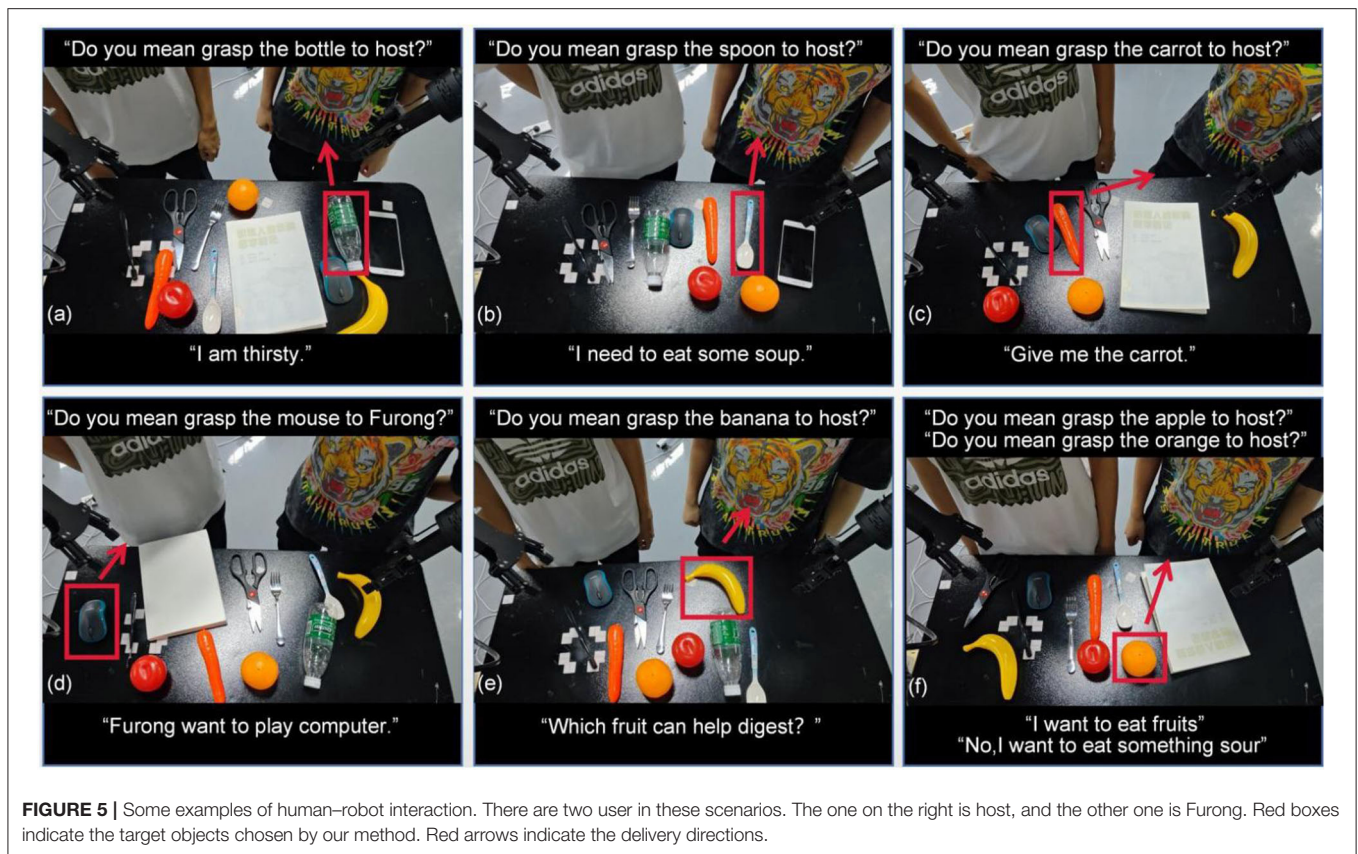 “Do you mean grasp the bottle to host?”
adidas
(a)
“I am thirsty.”
“Do you mean grasp the spoon to host?”
adidas
(b)
“I need to eat some soup.”
“Do you mean grasp the carrot to host?”
adidas
(c)
“Give me the carrot.”
“Do you mean grasp the mouse to Furong?”
adidas
(d)
“Furong want to play computer.”
“Do you mean grasp the banana to host?”
adidas
(e)
“Which fruit can help digest? ”
“Do you mean grasp the apple to host?”
“Do you mean grasp the orange to host?”
adidas
(f)
“I want to eat fruits”
“No,I want to eat something sour”
FIGURE 5 | Some examples of human–robot interaction. There are two user in these scenarios. The one on the right is host, and the other one is Furong. Red boxes
indicate the target objects chosen by our method. Red arrows indicate the delivery directions.